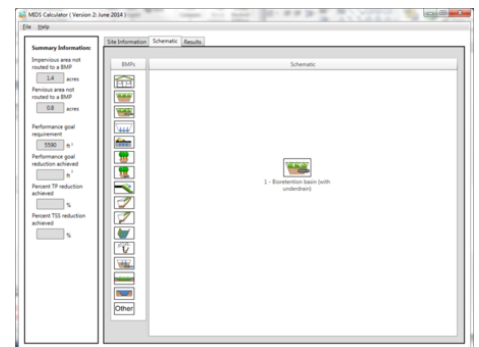 MIDS Calculator ( Version 2: June 2014 )
File Help
Summary Information:
Impervious area not
routed to a BMP
1.4 acres
Pervious area not
routed to a BMP
0.8 acres
Performance goal
requirement
5590 ft³
Performance goal
reduction achieved
ft³
Percent TP reduction
achieved
%
Percent TSS reduction
achieved
%
Site Information Schematic Results
BMPs
Other
Schematic
1 - Bioretention basin (with
underdrain)